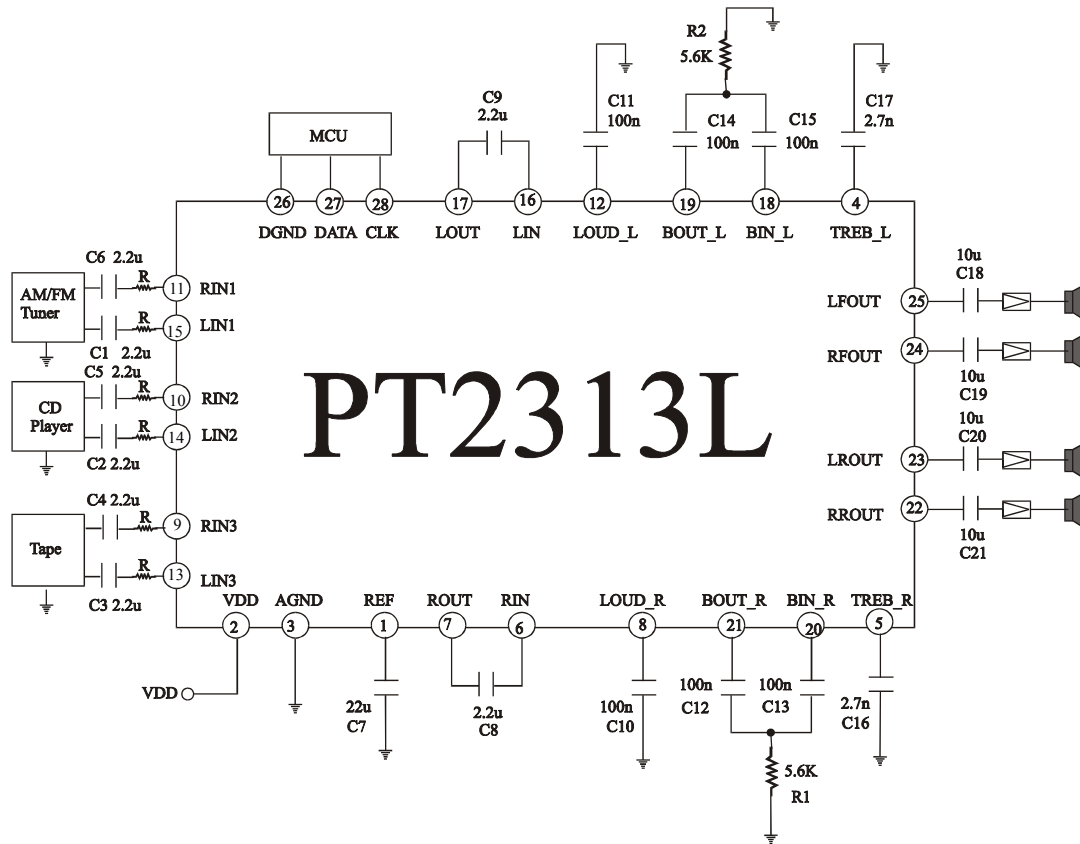 R2
5.6K
C9
2.2u
C11
100n
C14
100n
C15
100n
C17
2.7n
MCU
26
27
28
17
16
12
19
18
4
DGND
DATA
CLK
LOUT
LIN
LOUD_L
BOUT_L
BIN_L
TREB_L
AM/FM
Tuner
C6 2.2u
R
11
RIN1
C1 2.2u
R
15
LIN1
CD
Player
C5 2.2u
R
10
RIN2
C2 2.2u
R
14
LIN2
Tape
C4 2.2u
R
9
RIN3
C3 2.2u
R
13
LIN3
PT2313L
LFOUT
25
10u
C18
RFOUT
24
10u
C19
LROUT
23
10u
C20
RROUT
22
10u
C21
VDD
AGND
REF
ROUT
RIN
LOUD_R
BOUT_R
BIN_R
TREB_R
2
3
1
7
6
8
21
20
5
VDD
22u
C7
2.2u
C8
100n
C10
100n
C12
100n
C13
2.7n
C16
5.6K
R1